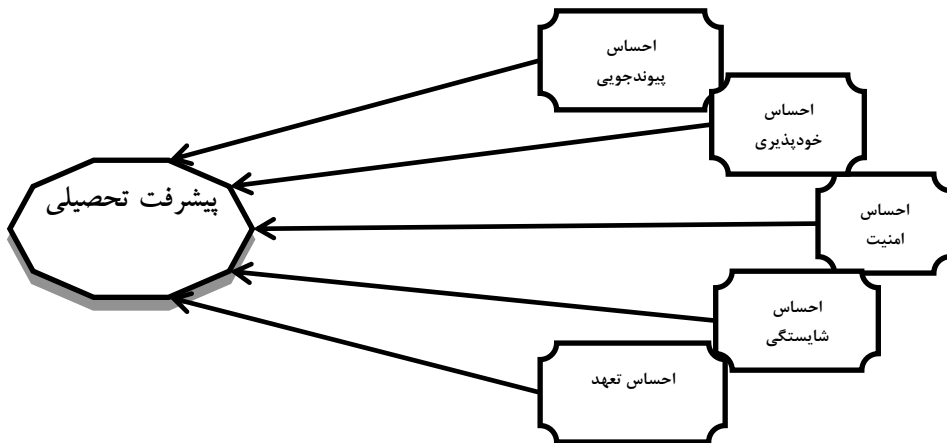 احساس
پیوندجویی
احساس
خودپذیری
احساس
امنیت
احساس
شایستگی
احساس تعهد
پیشرفت تحصیلی